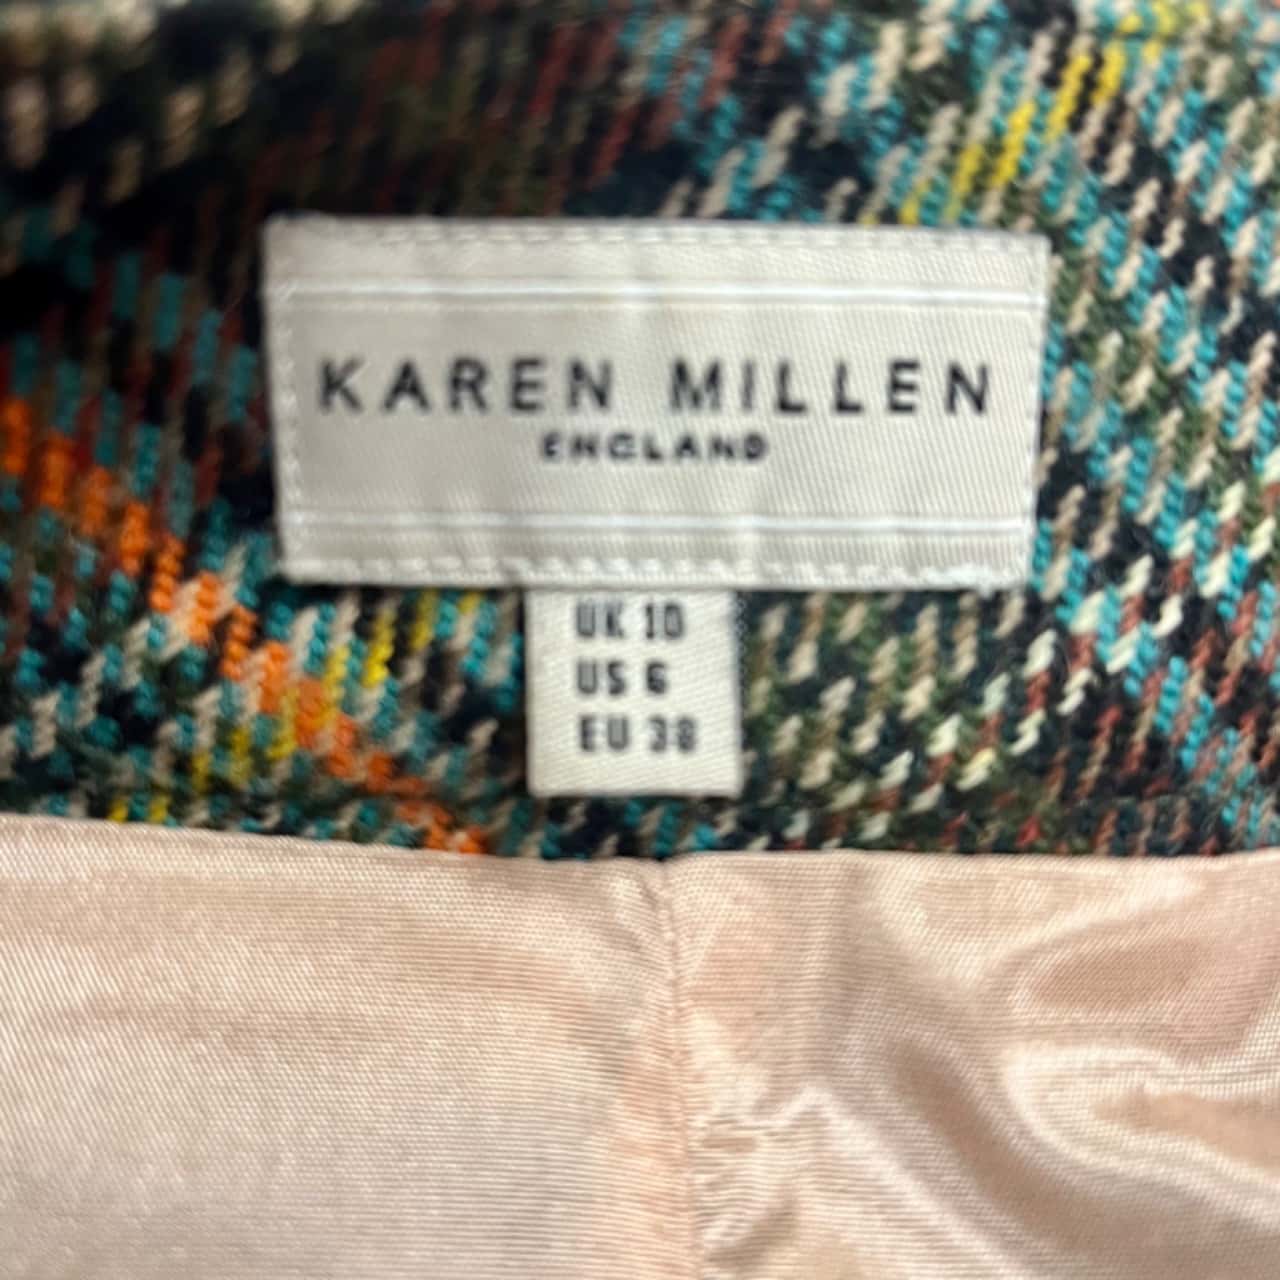 KAREN MILLEN
ENGLAND
UK 10
US 6
EU 38